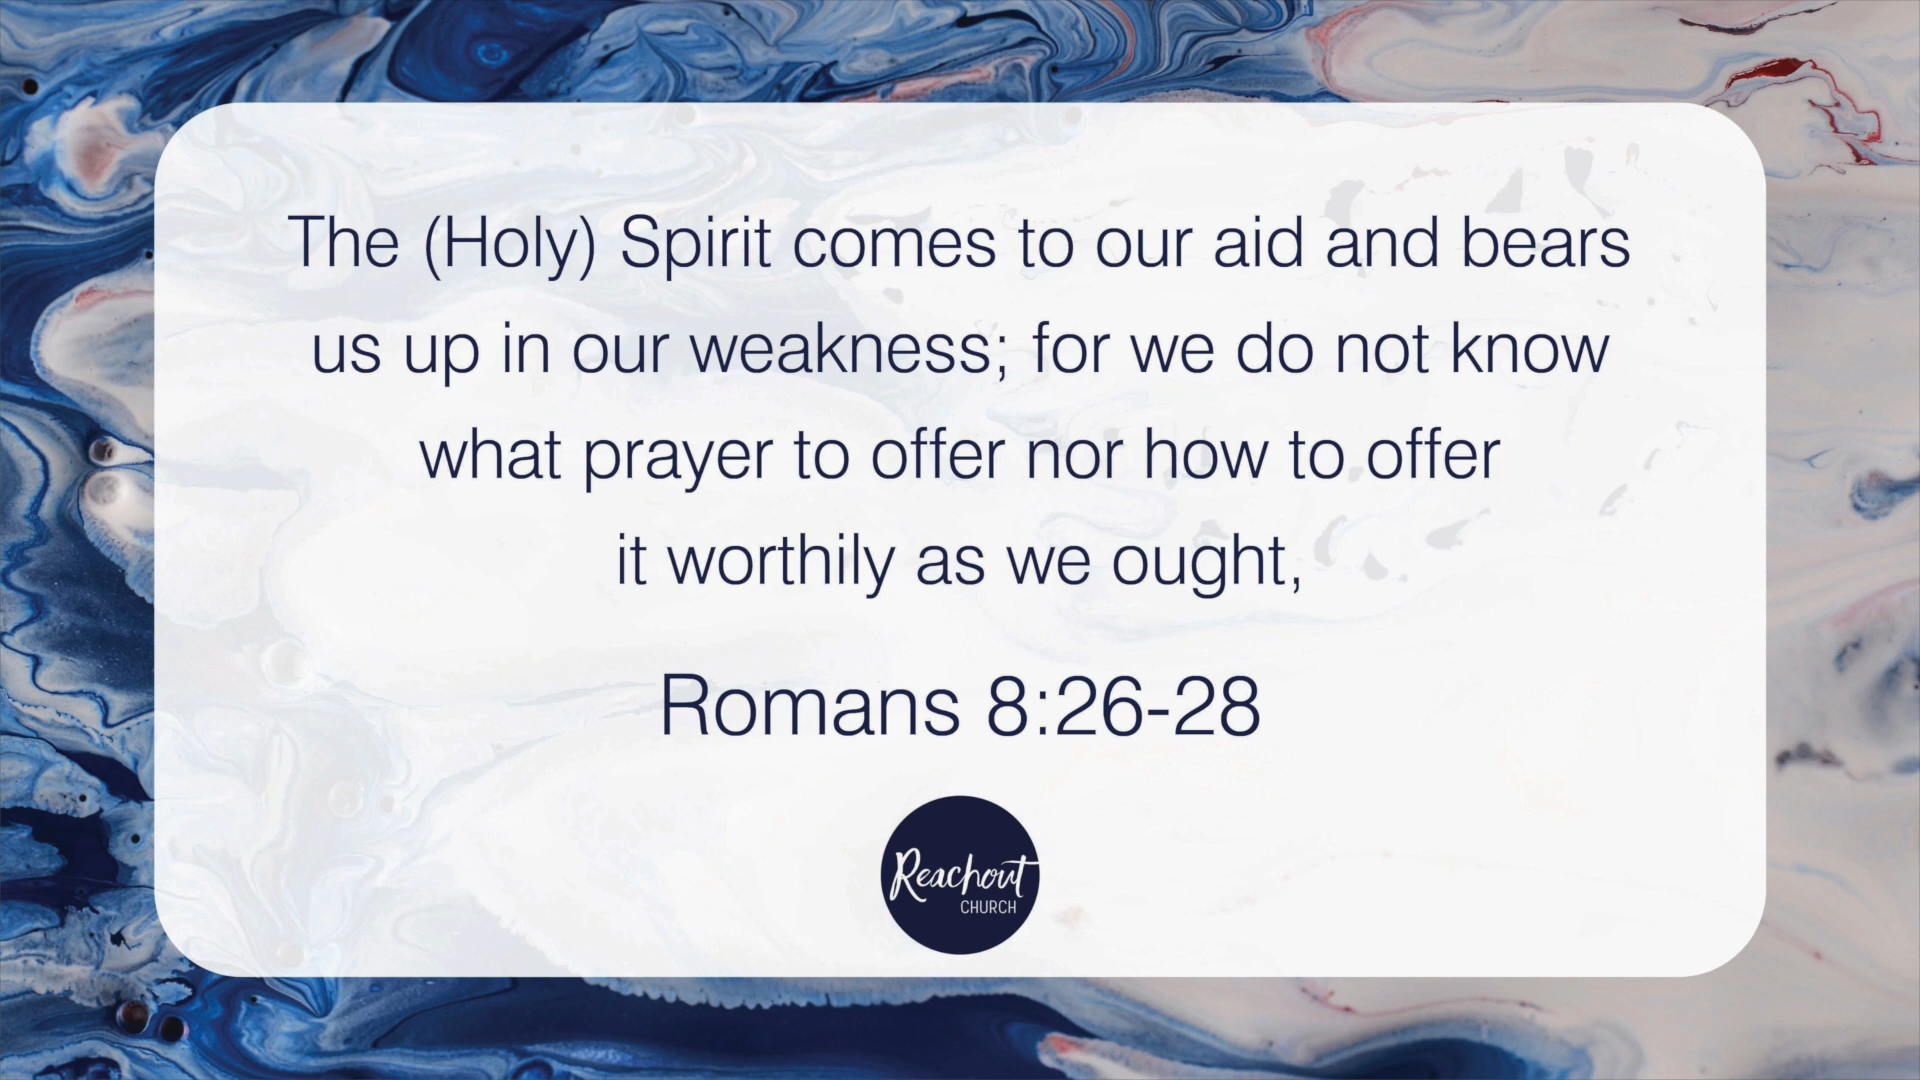 The (Holy) Spirit comes to our aid and bears
us up in our weakness; for we do not know
what prayer to offer nor how to offer
it worthily as we ought,
Romans 8:26-28
Reachout
CHURCH